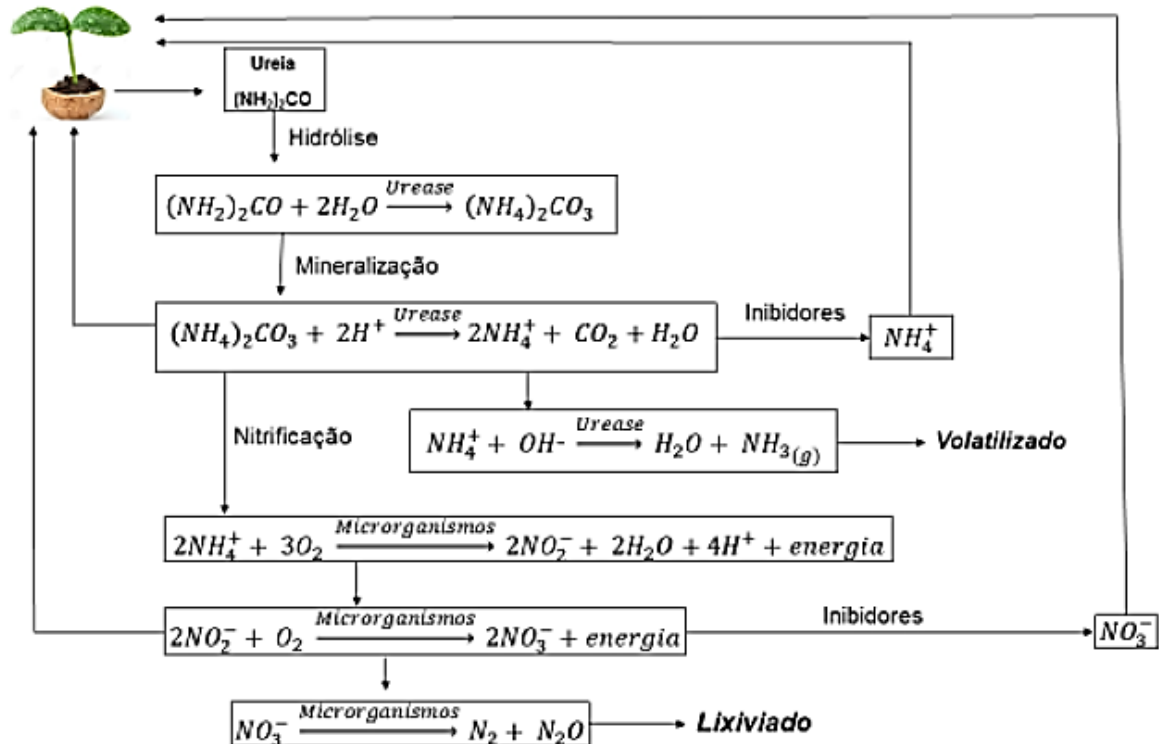 Ureia
(NH₂)₂CO
Hidrólise
(NH₂)₂CO + 2H₂O —Urease→ (NH₄)₂CO₃
Mineralização
(NH₄)₂CO₃ + 2H⁺ —Urease→ 2NH₄⁺ + CO₂ + H₂O
Inibidores
NH₄⁺
Nitrificação
NH₄⁺ + OH- —Urease→ H₂O + NH₃₍g₎
Volatilizado
2NH₄⁺ + 3O₂ —Microrganismos→ 2NO₂⁻ + 2H₂O + 4H⁺ + energia
2NO₂⁻ + O₂ —Microrganismos→ 2NO₃⁻ + energia
Inibidores
NO₃⁻
NO₃⁻ —Microrganismos→ N₂ + N₂O
Lixiviado